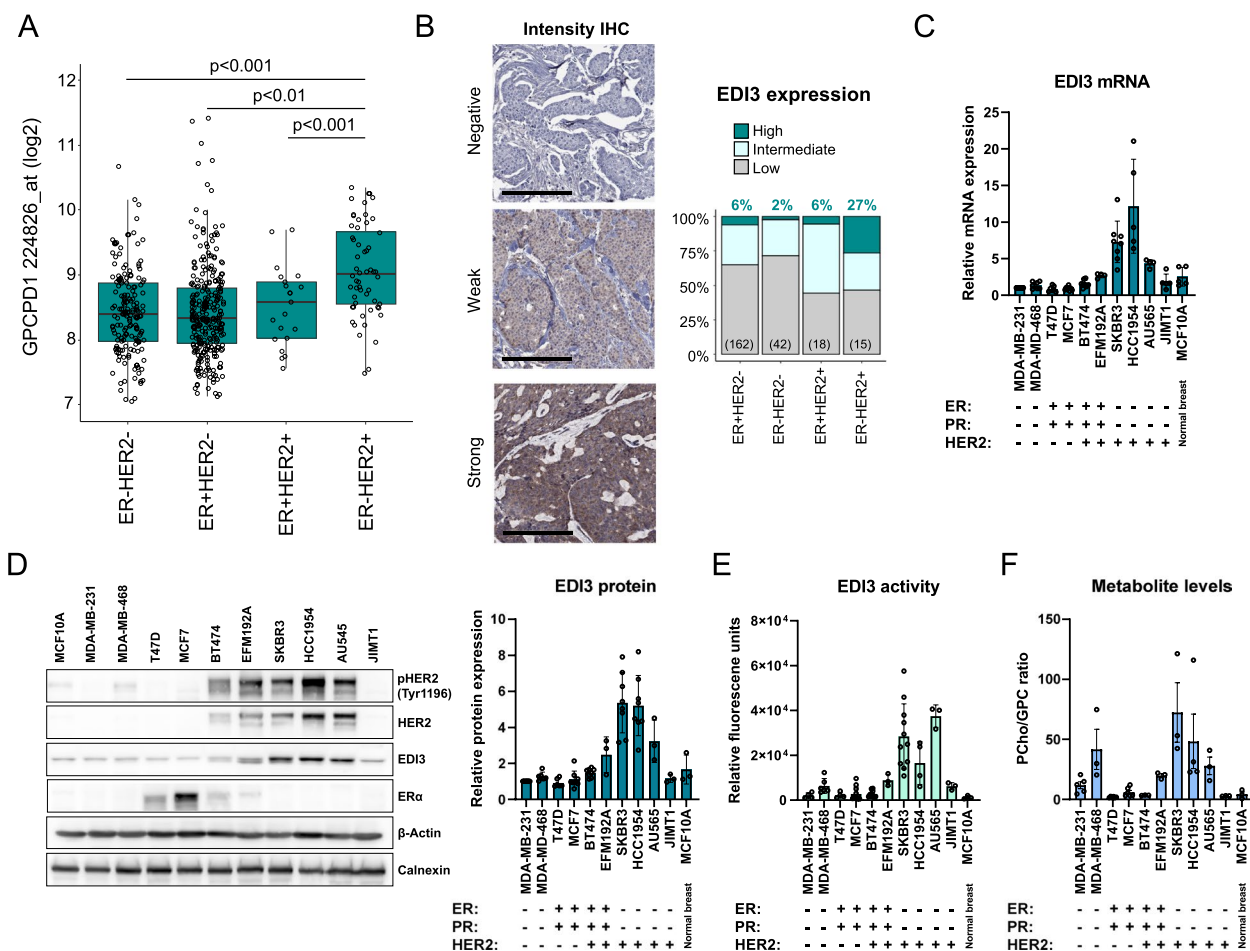 A
GPCPD1 224826_at (log2)
12
11
10
9
8
7
p<0.001
p<0.01
p<0.001
ER-HER2-
ER+HER2-
ER+HER2+
ER-HER2+
B
Intensity IHC
Negative
Weak
Strong
EDI3 expression
High
Intermediate
Low
6% 2% 6% 27%
100%
75%
50%
25%
0%
(162) (42) (18) (15)
ER+HER2-
ER-HER2-
ER+HER2+
ER-HER2+
C
EDI3 mRNA
Relative mRNA expression
25
20
15
10
5
0
MDA-MB-231
MDA-MD-468
T47D
MCF7
BT474
EFM192A
SKBR3
HCC1954
AU565
JIMT1
MCF10A
ER: - - + + + + - - - -
PR: - - + + + + - - - -
HER2: - - - - + + + + + +
Normal breast
D
MCF10A
MDA-MB-231
MDA-MB-468
T47D
MCF7
BT474
EFM192A
SKBR3
HCC1954
AU545
JIMT1
pHER2
(Tyr1196)
HER2
EDI3
ERα
β-Actin
Calnexin
EDI3 protein
Relative protein expression
10
8
6
4
2
0
MDA-MB-231
MDA-MD-468
T47D
MCF7
BT474
EFM192A
SKBR3
HCC1954
AU565
JIMT1
MCF10A
ER: - - + + + + - - - -
PR: - - + + + + - - - -
HER2: - - - - + + + + + +
Normal breast
E
EDI3 activity
Relative fluorescene units
8×10⁴
6×10⁴
4×10⁴
2×10⁴
0
MDA-MB-231
MDA-MB-468
T47D
MCF7
BT474
EFM192A
SKBR3
HCC1954
AU565
JIMT1
MCF10A
ER: - - + + + + - - - -
PR: - - + + + + - - - -
HER2: - - - - + + + + + +
Normal breast
F
Metabolite levels
PCho/GPC ratio
150
100
50
0
MDA-MB-231
MDA-MB-468
T47D
MCF7
BT474
EFM192A
SKBR3
HCC1954
AU565
JIMT1
MCF10A
ER: - - + + + + - - - -
PR: - - + + + + - - - -
HER2: - - - - + + + + + +
Normal breast